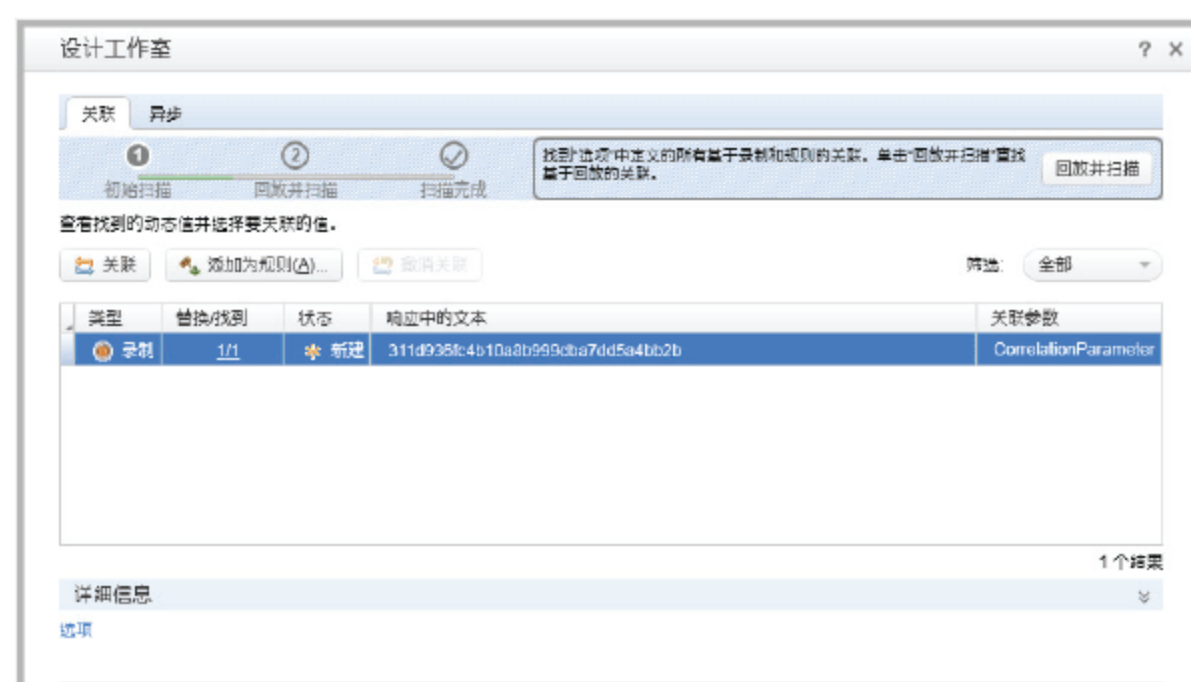 设计工作室
? ×
关联 异步
1 2
初始扫描 回放并扫描 扫描完成
找到“选项”中定义的所有基于录制和规则的关联。单击“回放并扫描”查找
基于回放的关联。
回放并扫描
查看找到的动态值并选择要关联的值。
关联 添加为规则(A)... 撤消关联 筛选: 全部
类型 替换/找到 状态 响应中的文本 关联参数
录制 1/1 新建 311d936fc4b10a8b999cba7dd5a4bb2b CorrelationParameter
1 个结果
详细信息
选项